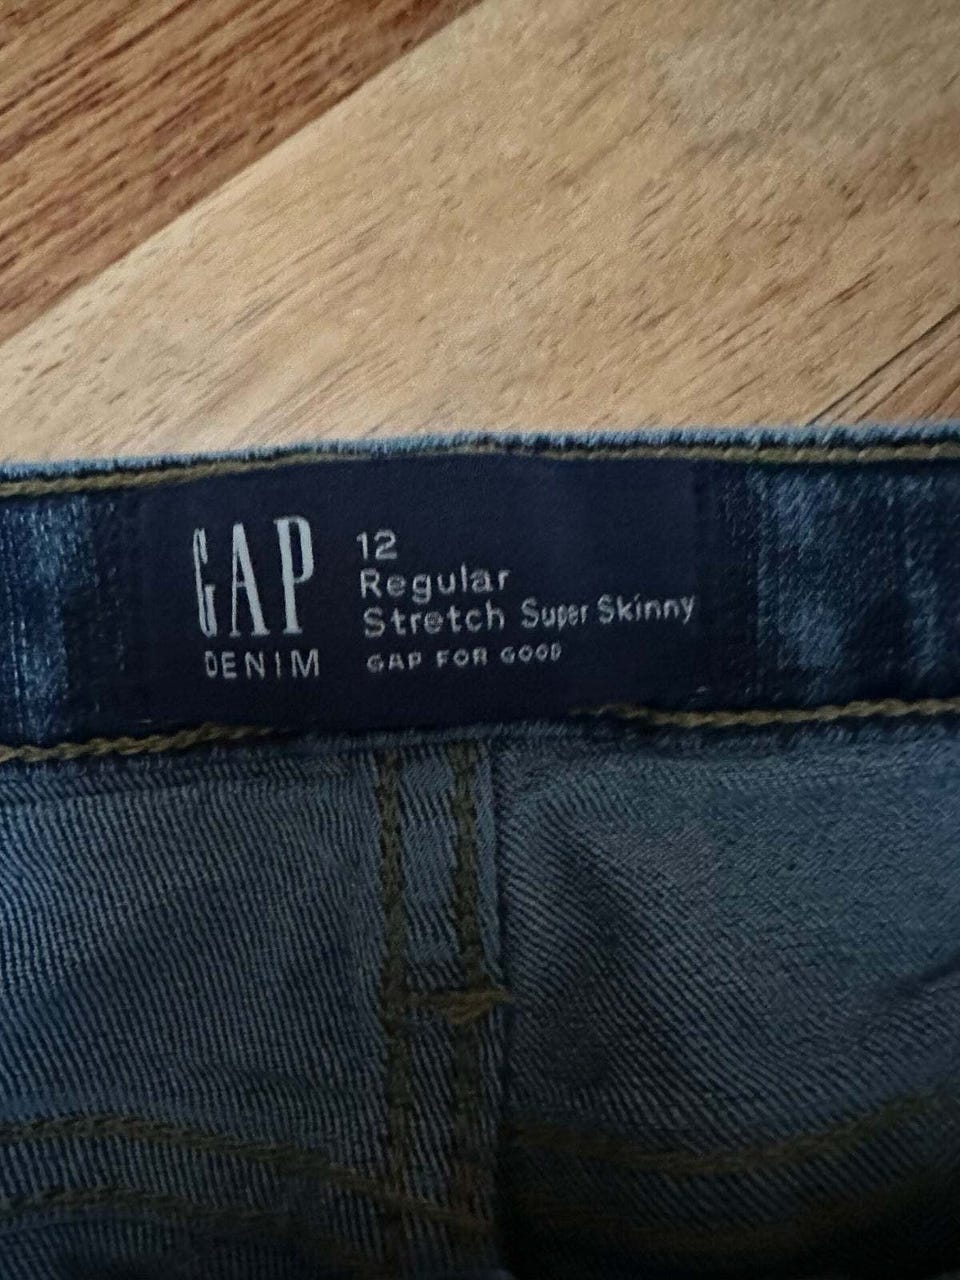 GAP
DENIM
12
Regular
Stretch Super Skinny
GAP FOR GOOD